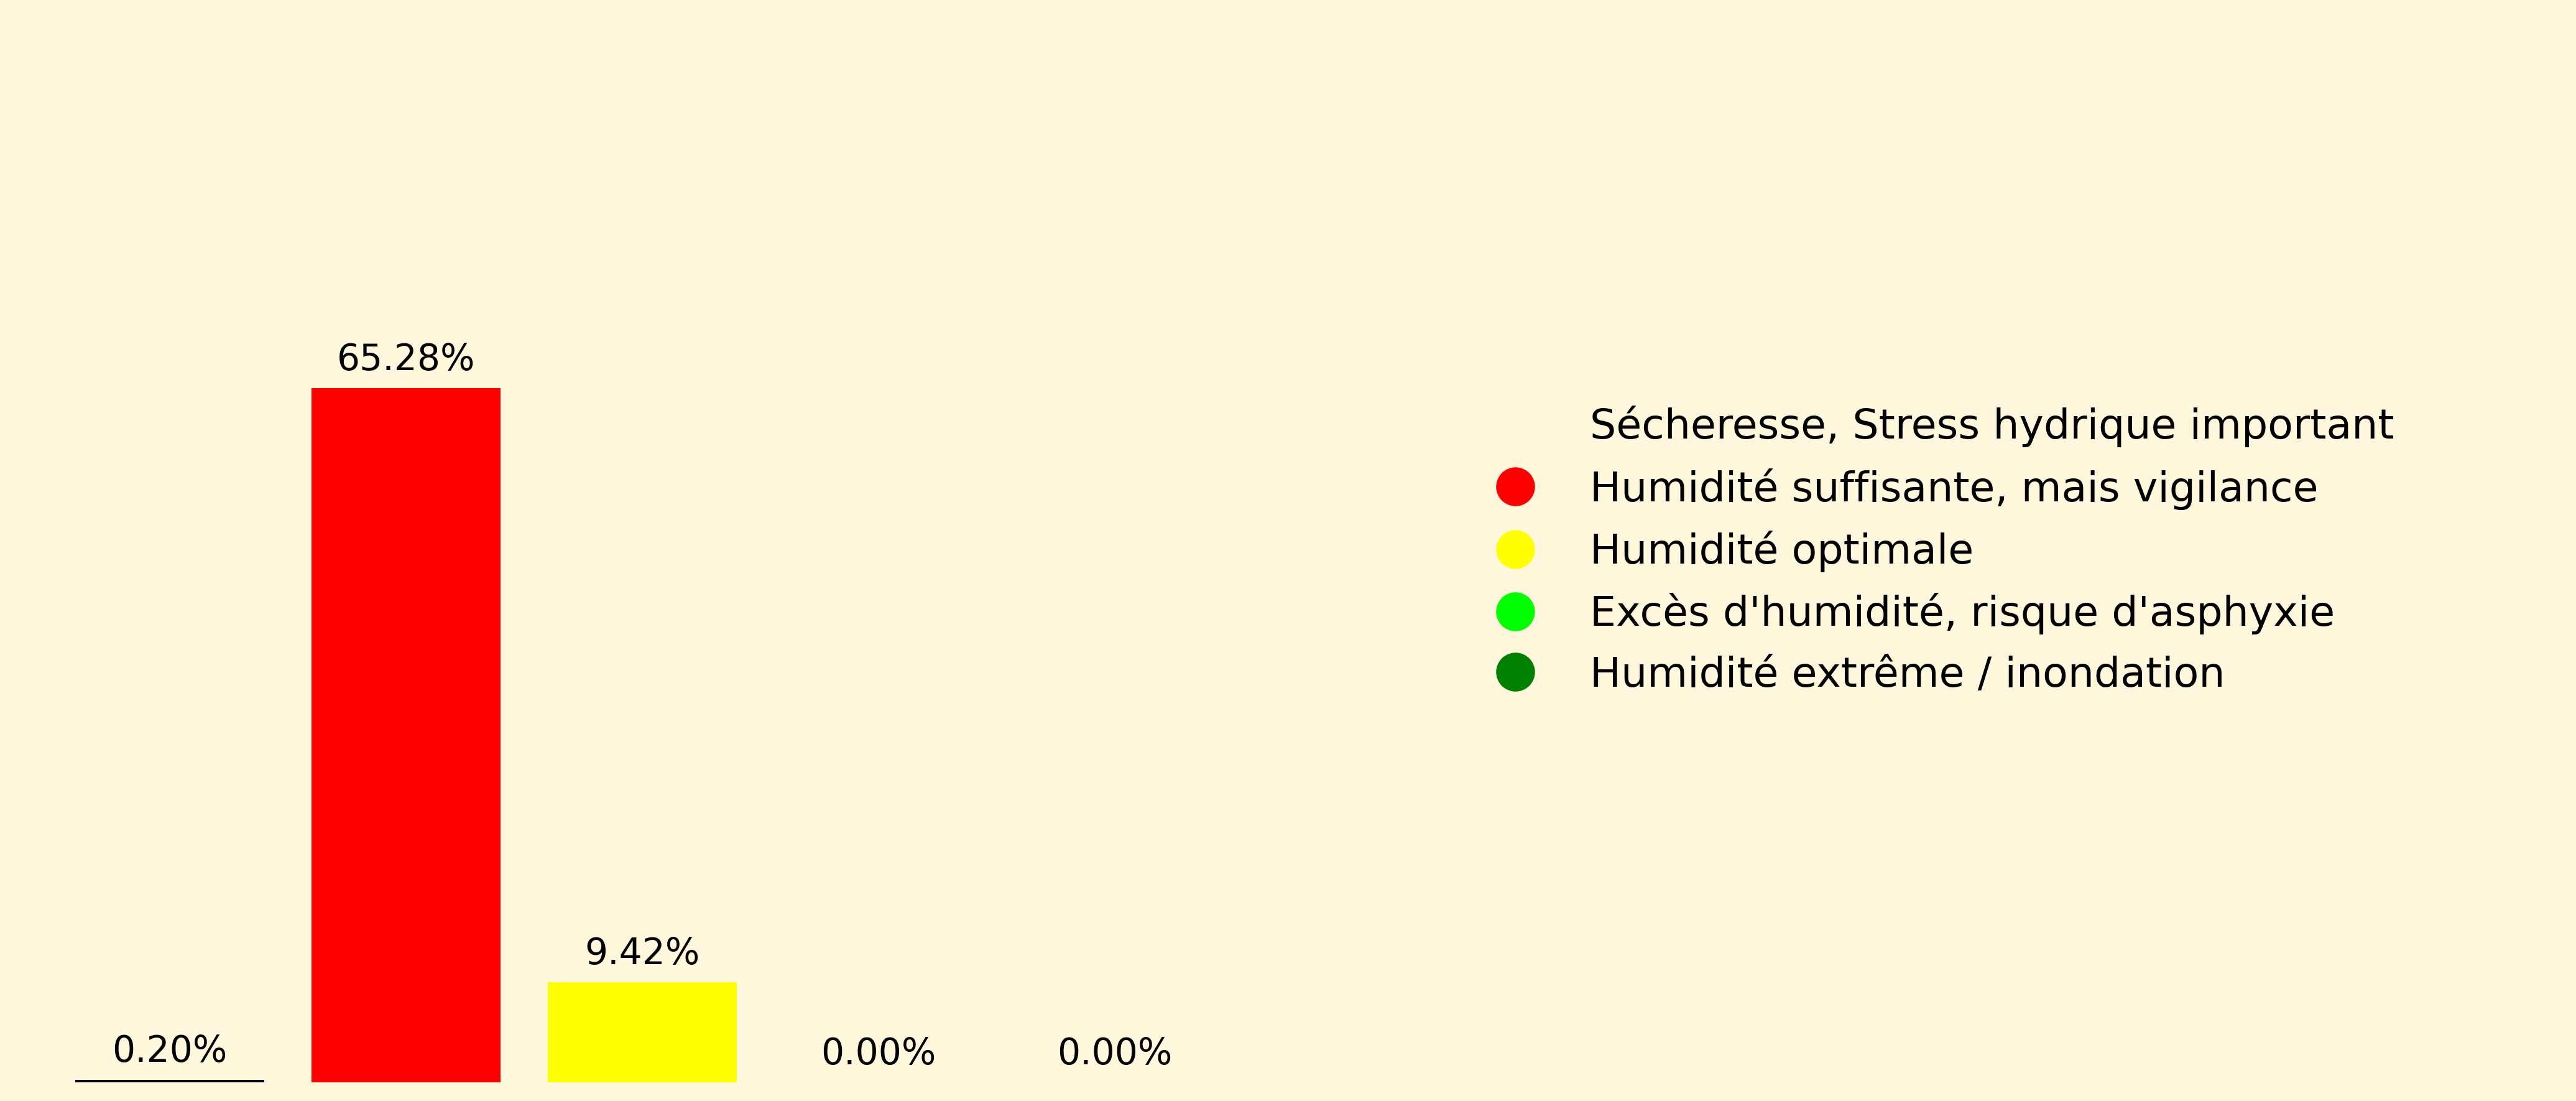 65.28%
9.42%
0.20%
0.00%
0.00%
Sécheresse, Stress hydrique important
Humidité suffisante, mais vigilance
Humidité optimale
Excès d'humidité, risque d'asphyxie
Humidité extrême / inondation